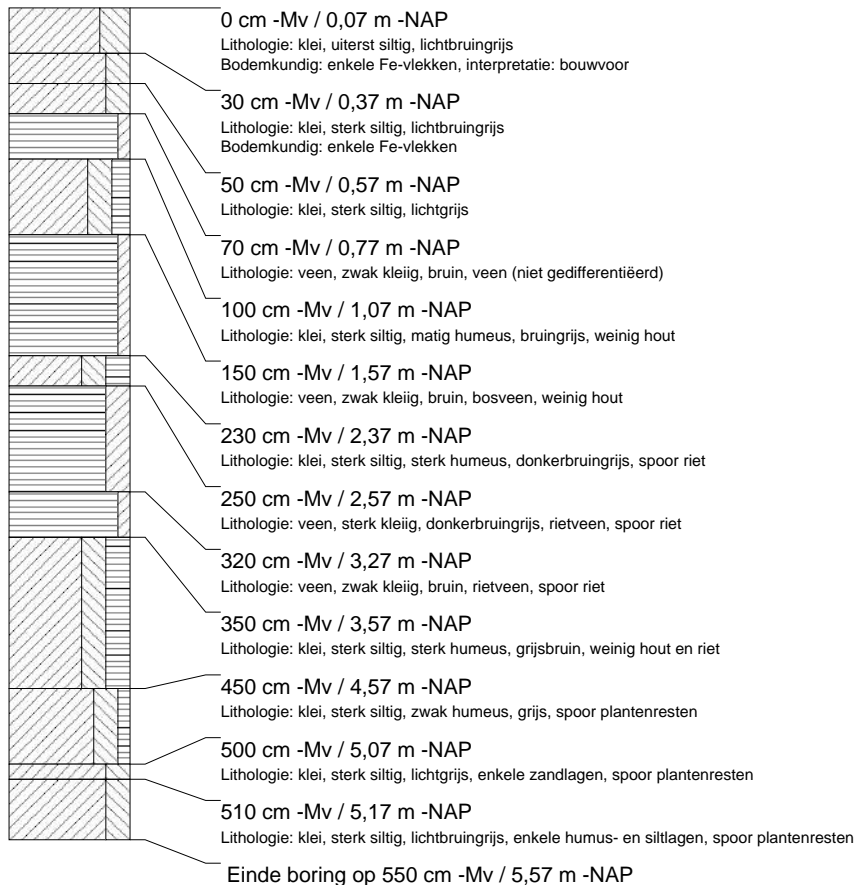 0 cm -Mv / 0,07 m -NAP
Lithologie: klei, uiterst siltig, lichtbruingrijs
Bodemkundig: enkele Fe-vlekken, interpretatie: bouwvoor
30 cm -Mv / 0,37 m -NAP
Lithologie: klei, sterk siltig, lichtbruingrijs
Bodemkundig: enkele Fe-vlekken
50 cm -Mv / 0,57 m -NAP
Lithologie: klei, sterk siltig, lichtgrijs
70 cm -Mv / 0,77 m -NAP
Lithologie: veen, zwak kleiig, bruin, veen (niet gedifferentiëerd)
100 cm -Mv / 1,07 m -NAP
Lithologie: klei, sterk siltig, matig humeus, bruingrijs, weinig hout
150 cm -Mv / 1,57 m -NAP
Lithologie: veen, zwak kleiig, bruin, bosveen, weinig hout
230 cm -Mv / 2,37 m -NAP
Lithologie: klei, sterk siltig, sterk humeus, donkerbruingrijs, spoor riet
250 cm -Mv / 2,57 m -NAP
Lithologie: veen, sterk kleiig, donkerbruingrijs, rietveen, spoor riet
320 cm -Mv / 3,27 m -NAP
Lithologie: veen, zwak kleiig, bruin, rietveen, spoor riet
350 cm -Mv / 3,57 m -NAP
Lithologie: klei, sterk siltig, sterk humeus, grijsbruin, weinig hout en riet
450 cm -Mv / 4,57 m -NAP
Lithologie: klei, sterk siltig, zwak humeus, grijs, spoor plantenresten
500 cm -Mv / 5,07 m -NAP
Lithologie: klei, sterk siltig, lichtgrijs, enkele zandlagen, spoor plantenresten
510 cm -Mv / 5,17 m -NAP
Lithologie: klei, sterk siltig, lichtbruingrijs, enkele humus- en siltlagen, spoor plantenresten
Einde boring op 550 cm -Mv / 5,57 m -NAP